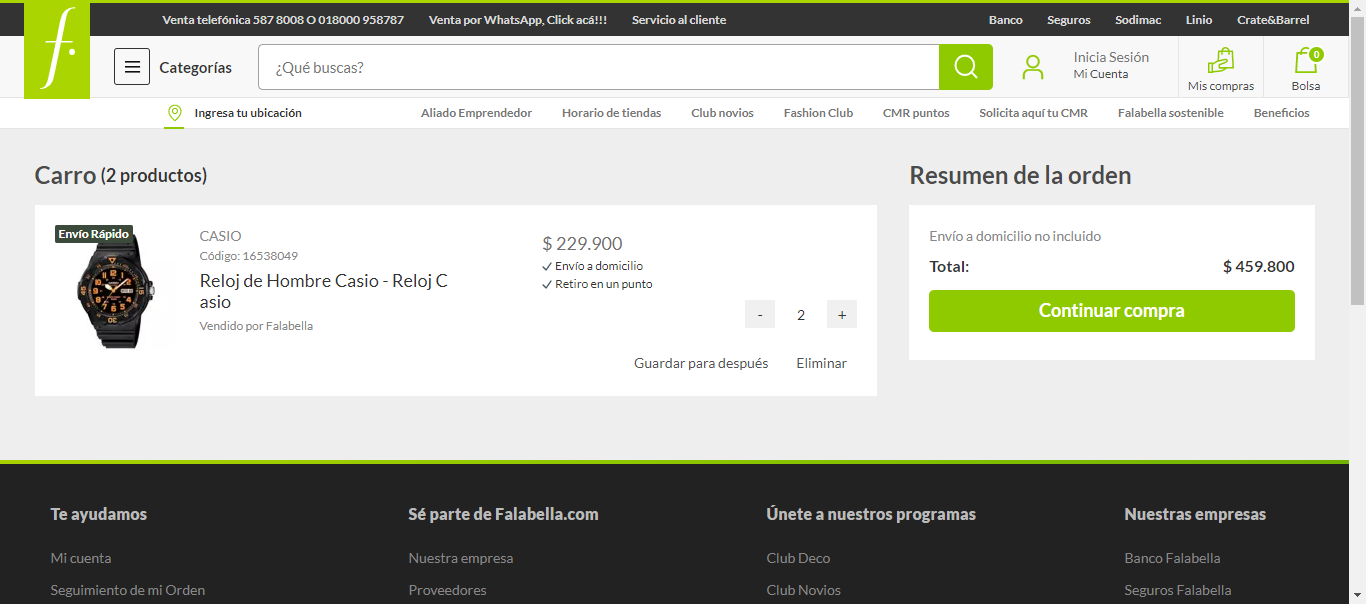 Venta telefónica 587 8008 O 018000 958787
Venta por WhatsApp, Click acá!!!
Servicio al cliente
Banco
Seguros
Sodimac
Linio
Crate&Barrel
f.
Categorías
¿Qué buscas?
Inicia Sesión
Mi Cuenta
Mis compras
0
Bolsa
Ingresa tu ubicación
Aliado Emprendedor
Horario de tiendas
Club novios
Fashion Club
CMR puntos
Solicita aquí tu CMR
Falabella sostenible
Beneficios
Carro (2 productos)
Envío Rápido
CASIO
Código: 16538049
Reloj de Hombre Casio - Reloj C
asio
Vendido por Falabella
$ 229.900
Envío a domicilio
Retiro en un punto
- 2 +
Guardar para después
Eliminar
Resumen de la orden
Envío a domicilio no incluido
Total: $ 459.800
Continuar compra
Te ayudamos
Mi cuenta
Seguimiento de mi Orden
Sé parte de Falabella.com
Nuestra empresa
Proveedores
Únete a nuestros programas
Club Deco
Club Novios
Nuestras empresas
Banco Falabella
Seguros Falabella